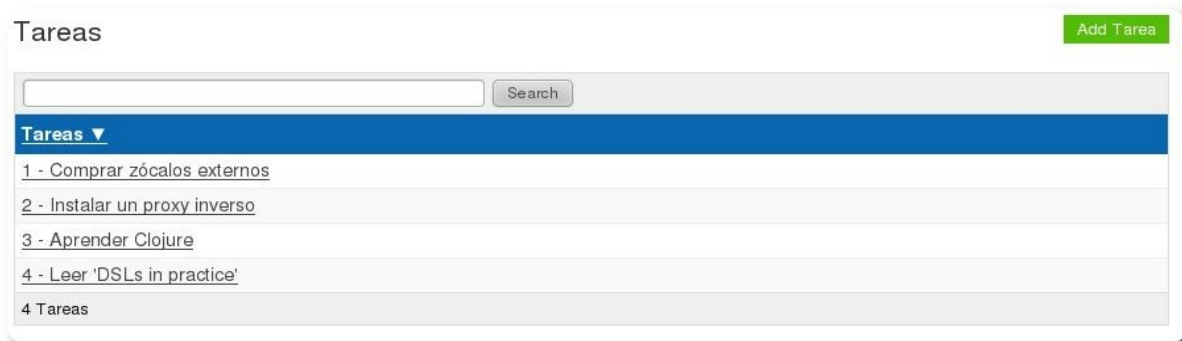 Tareas
Add Tarea
Search
Tareas ▼
1 - Comprar zócalos externos
2 - Instalar un proxy inverso
3 - Aprender Clojure
4 - Leer 'DSLs in practice'
4 Tareas